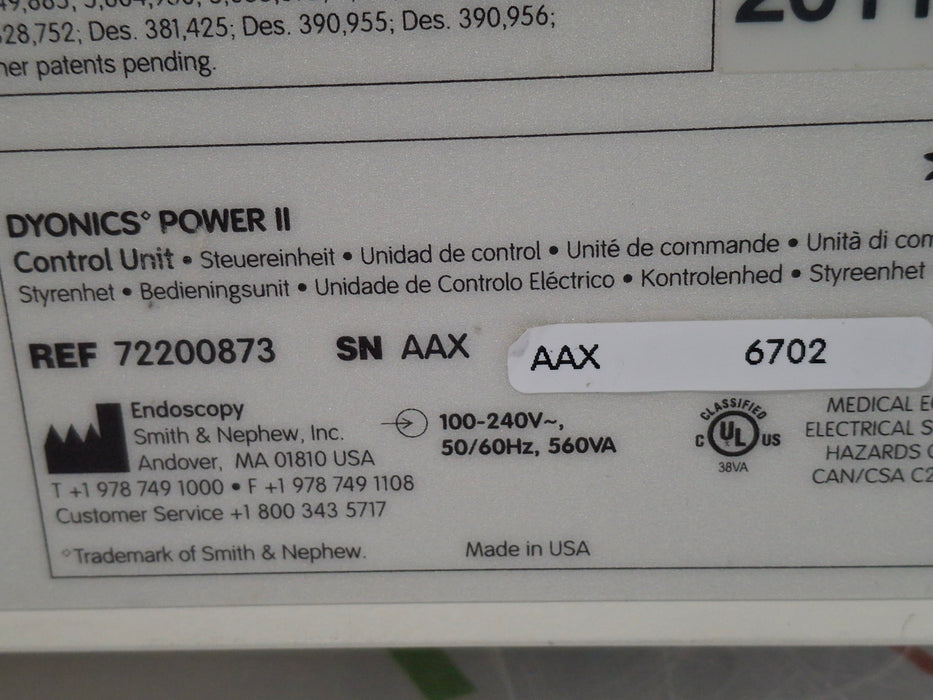 28,752; Des. 381,425; Des. 390,955; Des. 390,956;
patents pending.
DYONICS◇ POWER II
Control Unit • Steuereinheit • Unidad de control • Unité de commande • Unità di
Styrenhet • Bedieningsunit • Unidade de Controlo Eléctrico • Kontrolenhed • Styreenhet
REF 72200873 SN AAX AAX 6702
Endoscopy
Smith & Nephew, Inc.
Andover, MA 01810 USA
T +1 978 749 1000 • F +1 978 749 1108
Customer Service +1 800 343 5717
◇Trademark of Smith & Nephew.
100-240V~,
50/60Hz, 560VA
Made in USA
CLASSIFIED
C UL US
38VA
MEDICAL
ELECTRICAL
HAZARDS
CAN/CSA